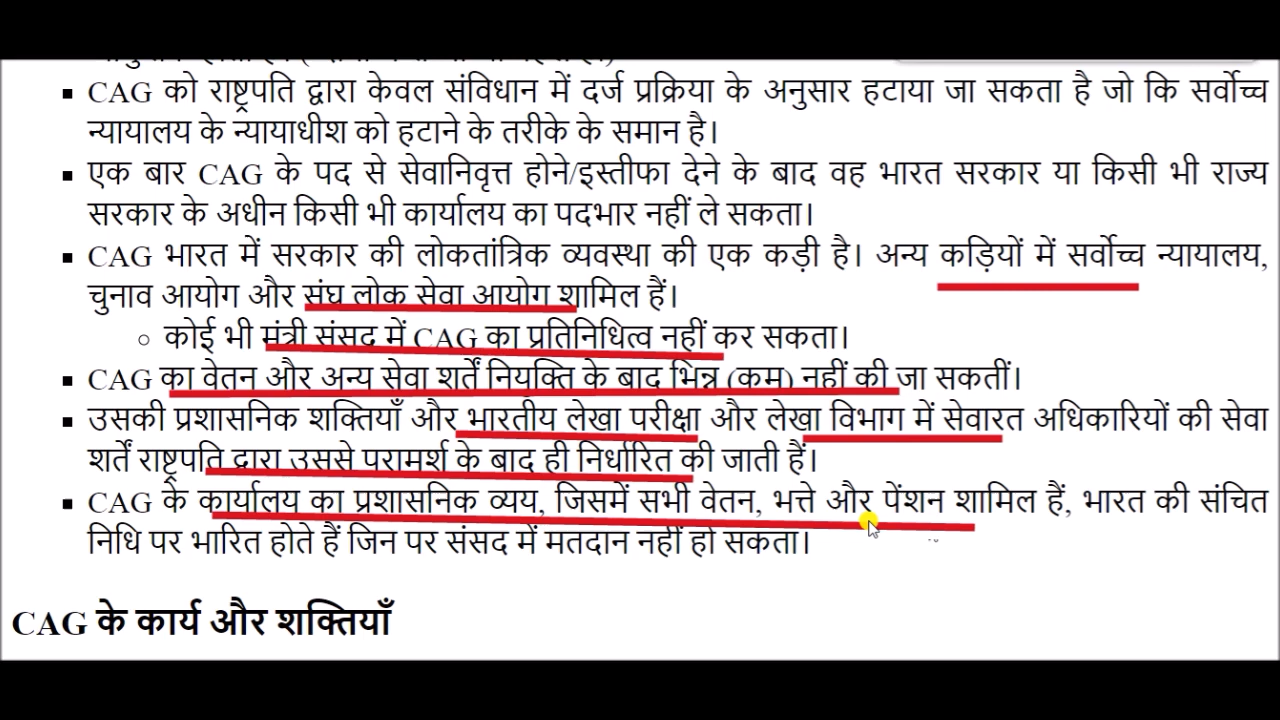 CAG को राष्ट्रपति द्वारा केवल संविधान में दर्ज प्रक्रिया के अनुसार हटाया जा सकता है जो कि सर्वोच्च
न्यायालय के न्यायाधीश को हटाने के तरीके के समान है।
एक बार CAG के पद से सेवानिवृत्त होने/इस्तीफा देने के बाद वह भारत सरकार या किसी भी राज्य
सरकार के अधीन किसी भी कार्यालय का पदभार नहीं ले सकता।
CAG भारत में सरकार की लोकतांत्रिक व्यवस्था की एक कड़ी है। अन्य कड़ियों में सर्वोच्च न्यायालय,
चुनाव आयोग और संघ लोक सेवा आयोग शामिल हैं।
कोई भी मंत्री संसद में CAG का प्रतिनिधित्व नहीं कर सकता।
CAG का वेतन और अन्य सेवा शर्तें नियुक्ति के बाद भिन्न (कम) नहीं की जा सकतीं।
उसकी प्रशासनिक शक्तियाँ और भारतीय लेखा परीक्षा और लेखा विभाग में सेवारत अधिकारियों की सेवा
शर्तें राष्ट्रपति द्वारा उससे परामर्श के बाद ही निर्धारित की जाती हैं।
CAG के कार्यालय का प्रशासनिक व्यय, जिसमें सभी वेतन, भत्ते और पेंशन शामिल हैं, भारत की संचित
निधि पर भारित होते हैं जिन पर संसद में मतदान नहीं हो सकता।
CAG के कार्य और शक्तियाँ